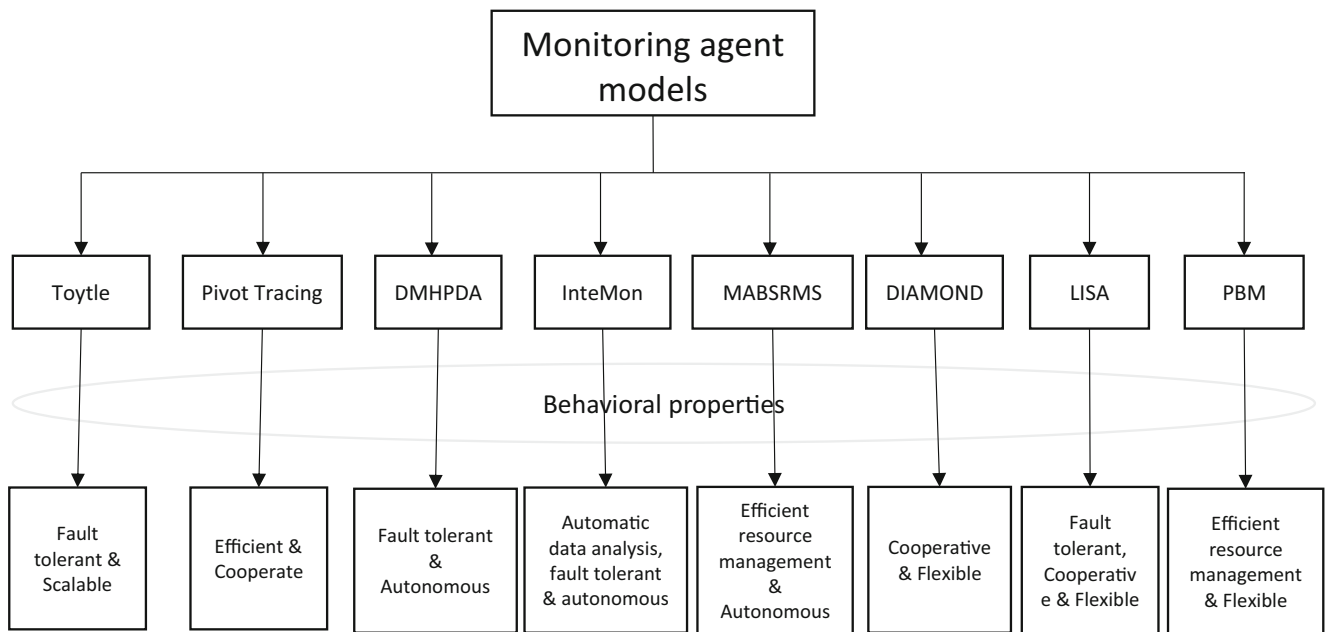 Monitoring agent
models
Toytle
Pivot Tracing
DMHPDA
InteMon
MABSRMS
DIAMOND
LISA
PBM
Behavioral properties
Fault
tolerant &
Scalable
Efficient &
Cooperate
Fault tolerant
&
Autonomous
Automatic
data analysis,
fault tolerant
& autonomous
Efficient
resource
management
&
Autonomous
Cooperative
& Flexible
Fault
tolerant,
Cooperativ
e & Flexible
Efficient
resource
management
& Flexible